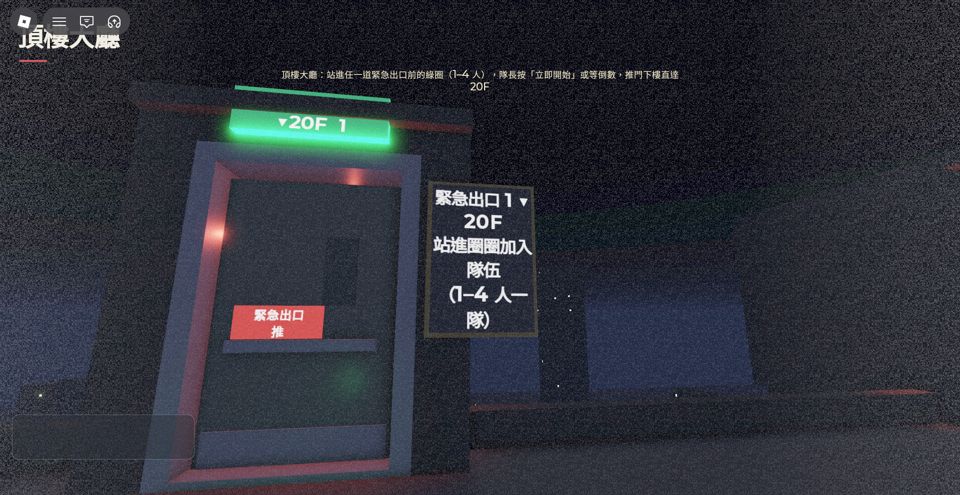 頂樓大廳
頂樓大廳：站進任一道緊急出口前的綠圈（1–4 人），隊長按「立即開始」或等倒數，推門下樓直達
20F
▼20F 1
緊急出口 1 ▼
20F
站進圈圈加入
隊伍
（1–4 人一
隊）
緊急出口
推